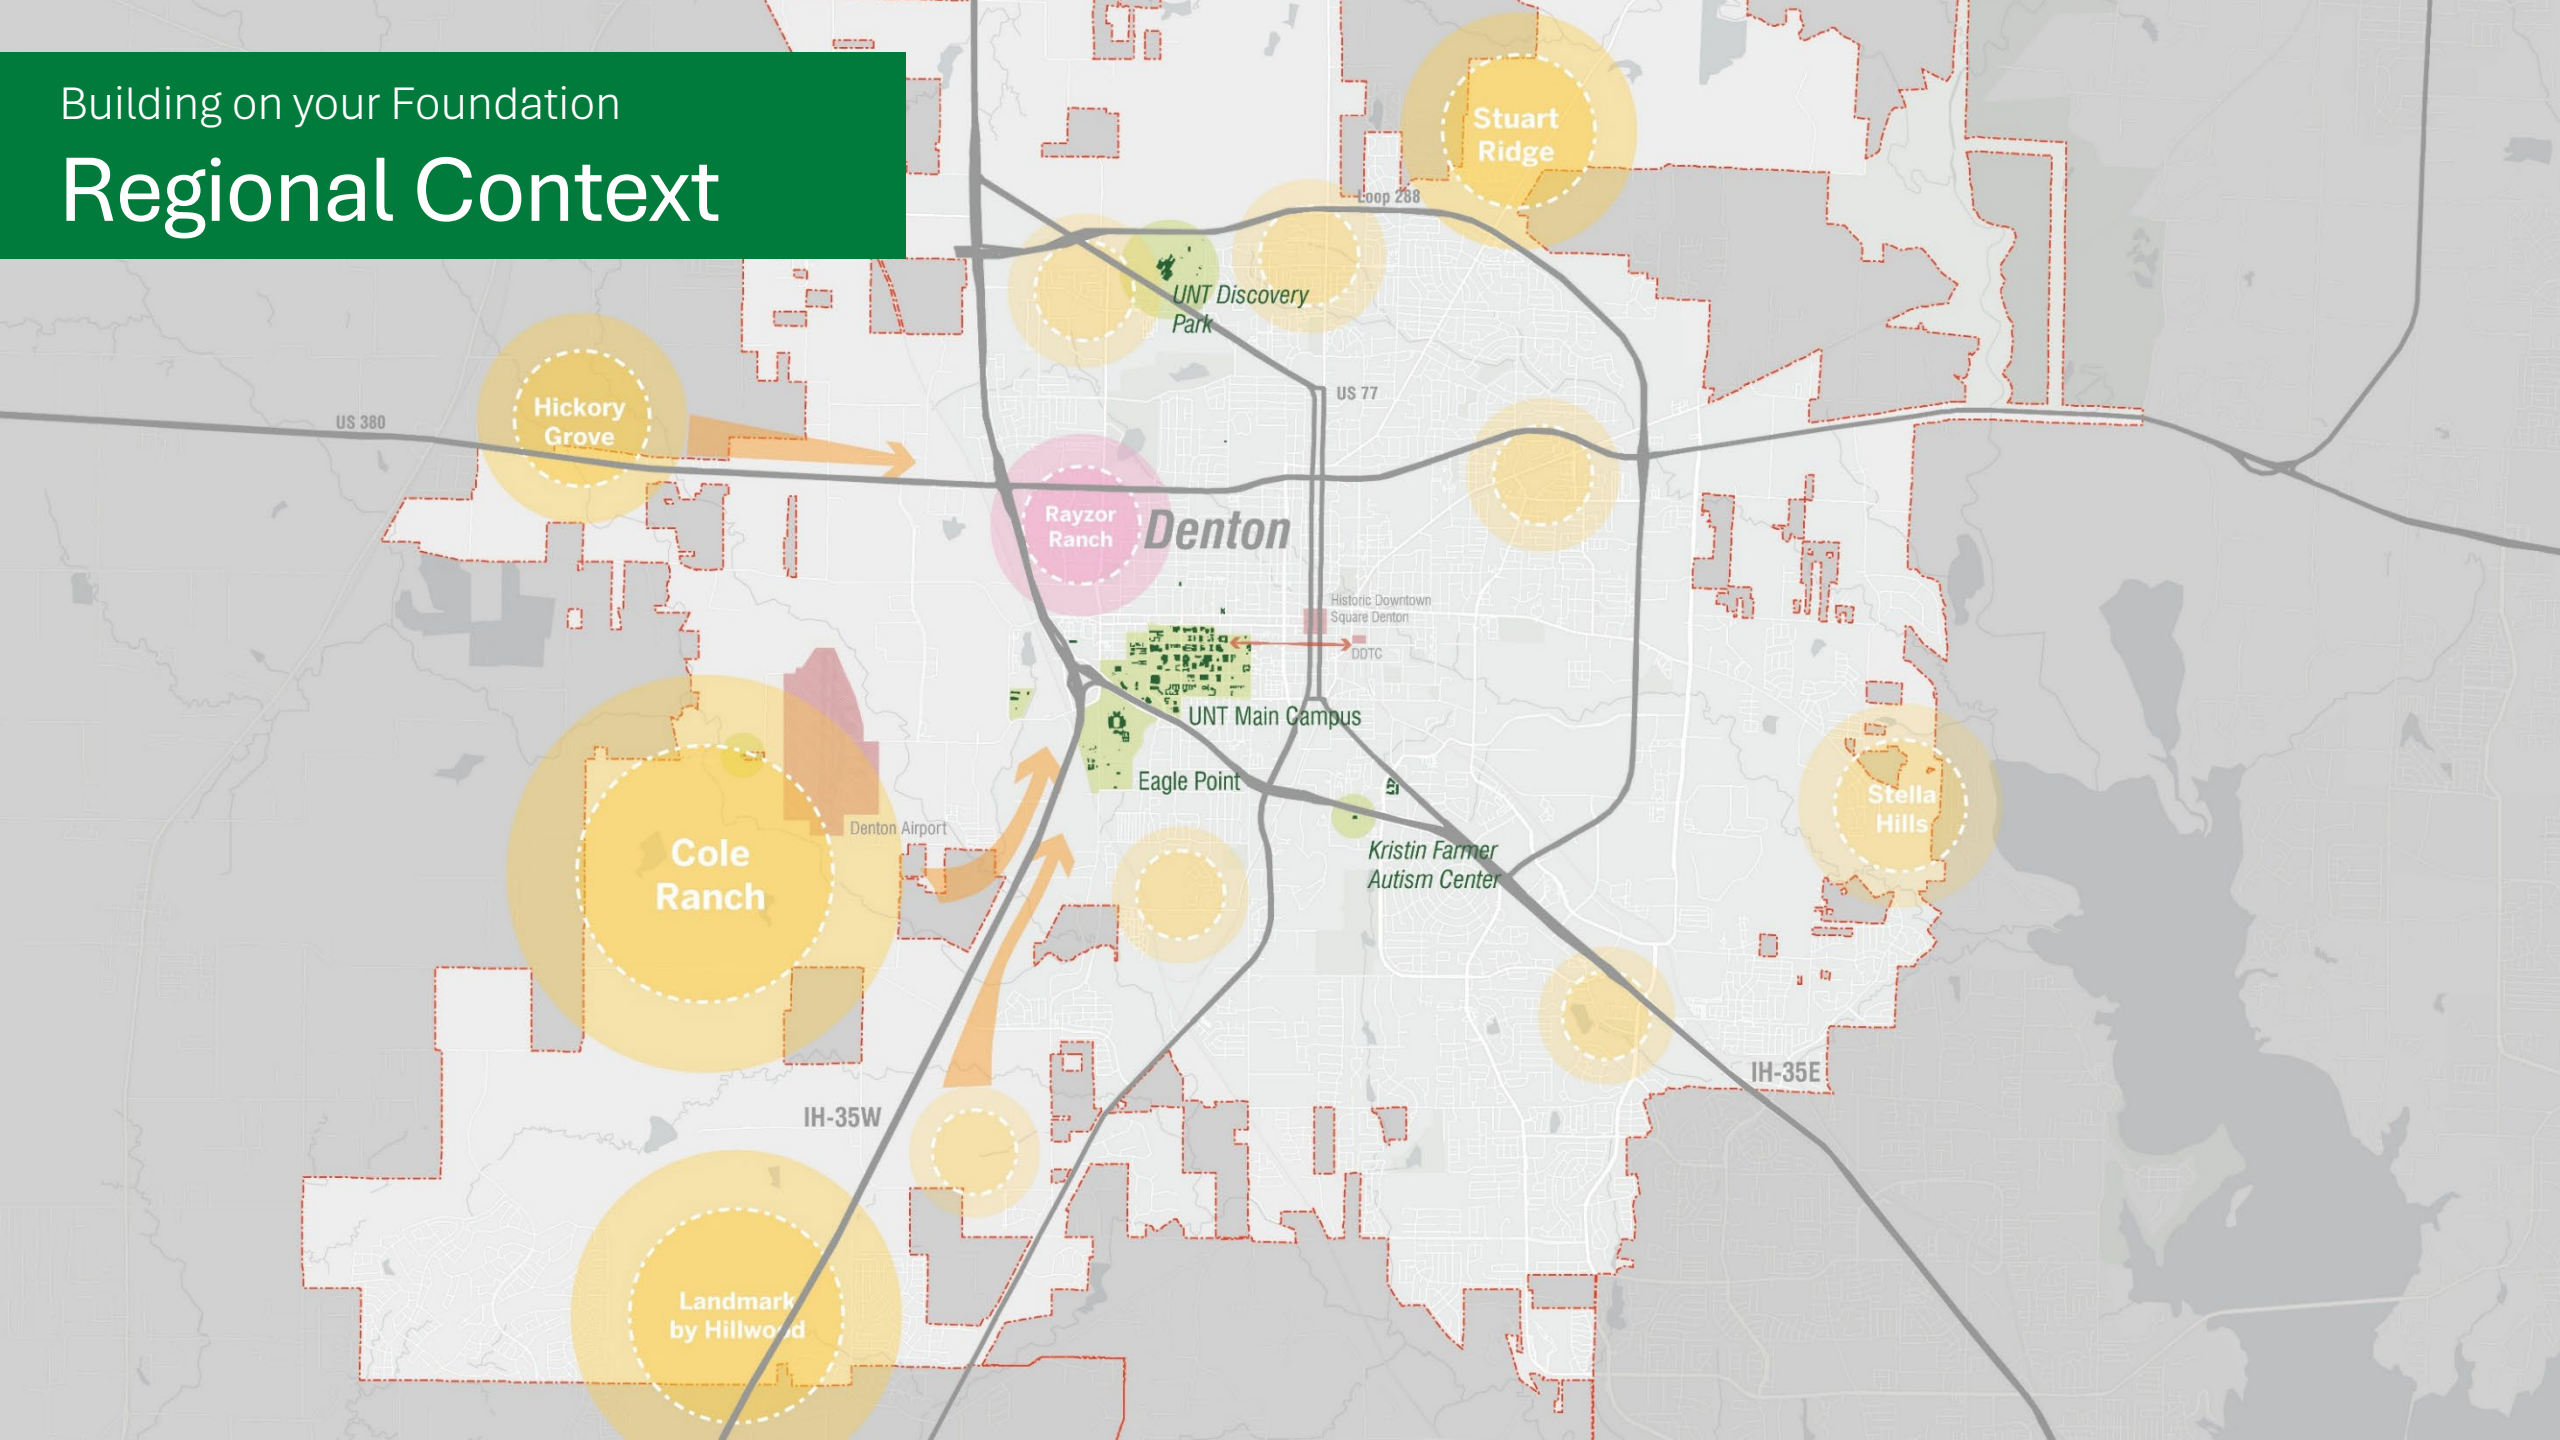 Building on your Foundation
Regional Context
Stuart
Ridge
Loop 288
UNT Discovery
Park
US 77
Hickory
Grove
US 380
Rayzor
Ranch
Denton
Historic Downtown
Square Denton
DDTC
UNT Main Campus
Eagle Point
Stella
Hills
Denton Airport
Cole
Ranch
Kristin Farmer
Autism Center
IH-35E
IH-35W
Landmark
by Hillwood